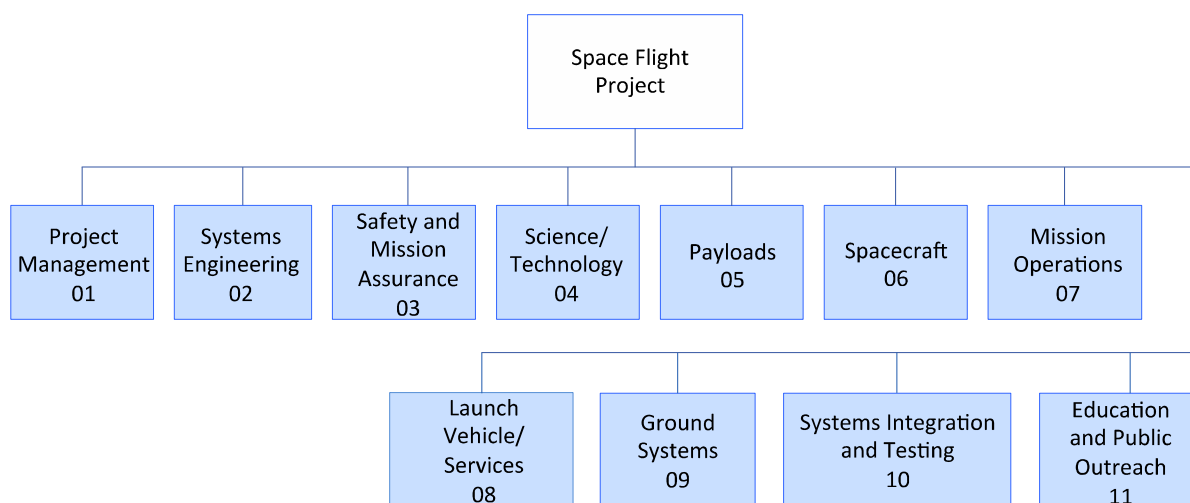 Space Flight
Project
Project
Management
01
Systems
Engineering
02
Safety and
Mission
Assurance
03
Science/
Technology
04
Payloads
05
Spacecraft
06
Mission
Operations
07
Launch
Vehicle/
Services
08
Ground
Systems
09
Systems Integration
and Testing
10
Education
and Public
Outreach
11